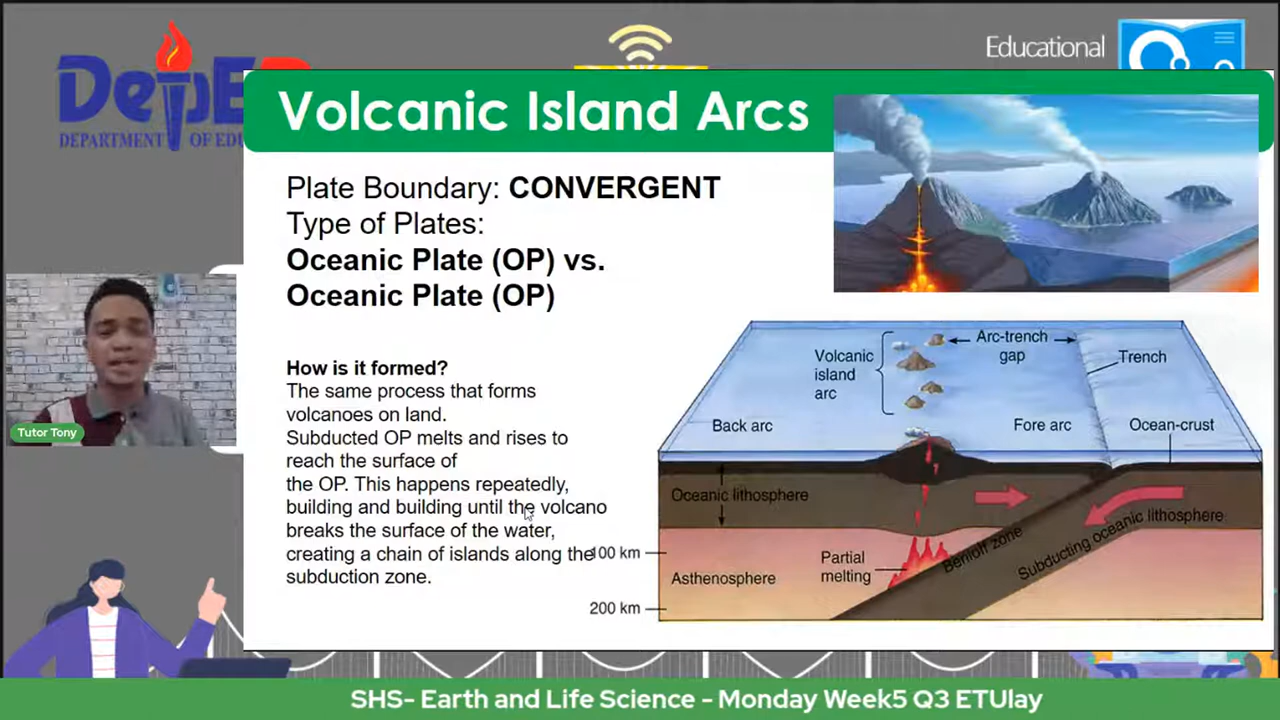 DepE
DEPARTMENT OF EDU
Educational
Volcanic Island Arcs
Plate Boundary: CONVERGENT
Type of Plates:
Oceanic Plate (OP) vs.
Oceanic Plate (OP)
How is it formed?
The same process that forms
volcanoes on land.
Subducted OP melts and rises to
reach the surface of
the OP. This happens repeatedly,
building and building until the volcano
breaks the surface of the water,
creating a chain of islands along the
subduction zone.
Tutor Tony
Volcanic
island
arc
Arc-trench
gap
Trench
Back arc
Fore arc
Ocean-crust
Oceanic lithosphere
Subducting oceanic lithosphere
Benioff zone
100 km
Partial
melting
Asthenosphere
200 km
SHS- Earth and Life Science - Monday Week5 Q3 ETUlay